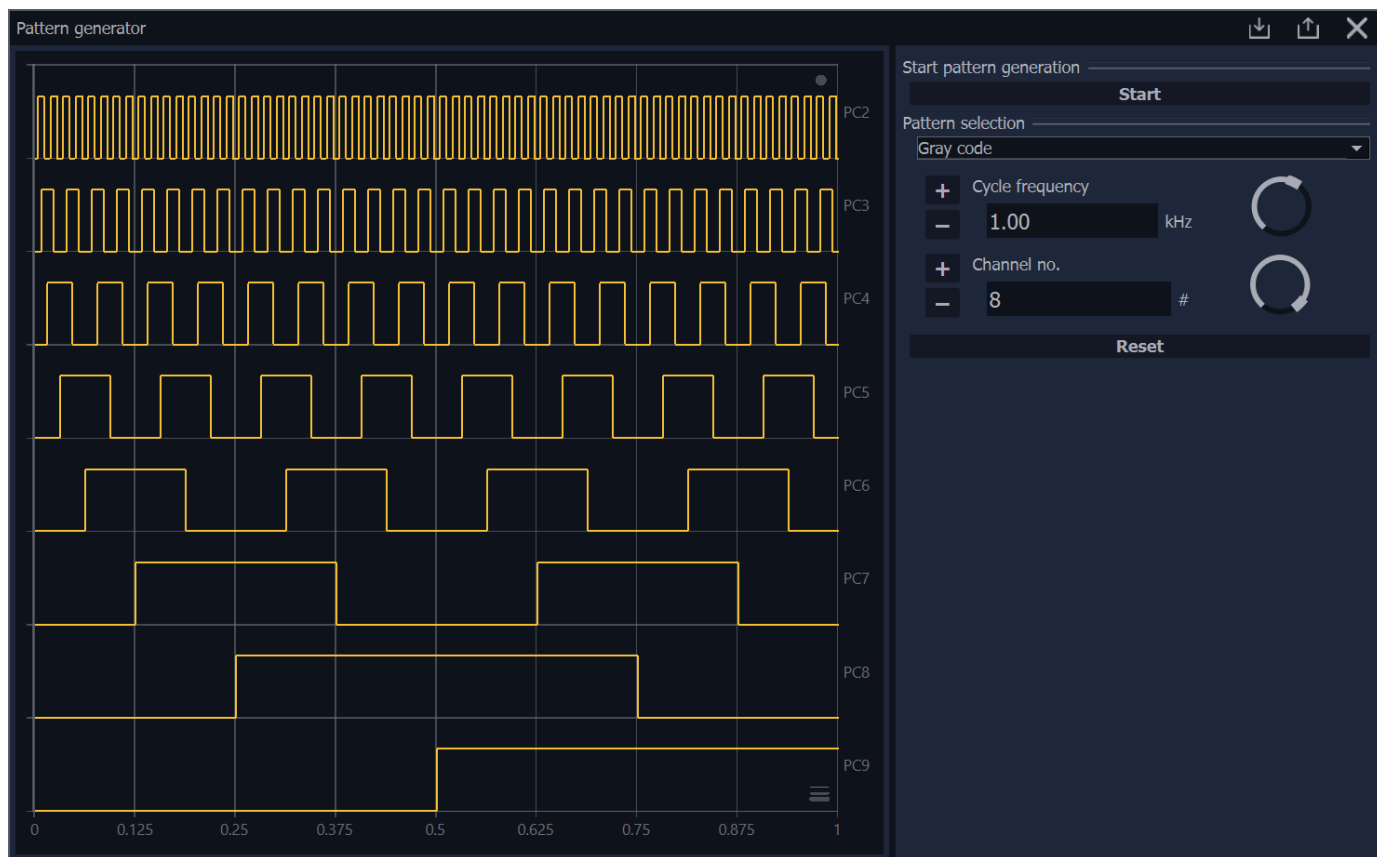 Pattern generator
PC2
PC3
PC4
PC5
PC6
PC7
PC8
PC9
0 0.125 0.25 0.375 0.5 0.625 0.75 0.875 1
Start pattern generation
Start
Pattern selection
Gray code
+ Cycle frequency
− 1.00 kHz
+ Channel no.
− 8 #
Reset